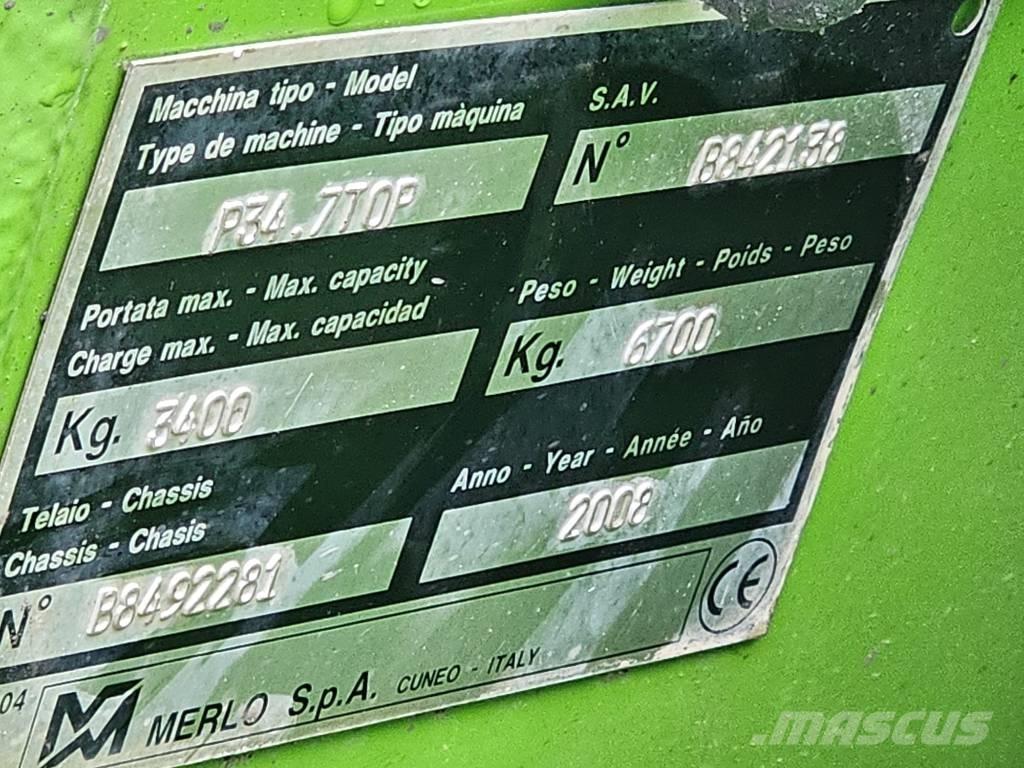 Macchina tipo - Model
Type de machine - Tipo màquina
P34.7TOP
S.A.V.
N° B842138
Portata max. - Max. capacity
Charge max. - Max. capacidad
Kg. 3400
Peso - Weight - Poids - Peso
Kg. 6700
Telaio - Chassis
Chassis - Chasis
N° B8492281
Anno - Year - Année - Año
2008
CE
04
MERLO S.p.A. CUNEO - ITALY
mascus